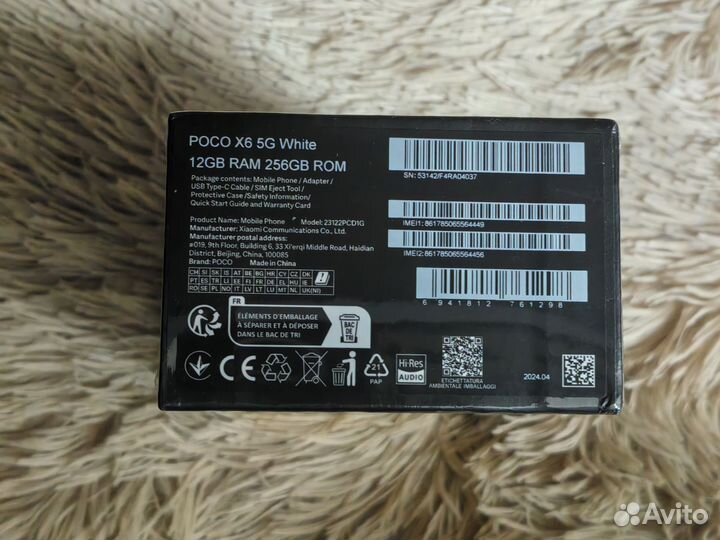 POCO X6 5G White
12GB RAM 256GB ROM
Package contents: Mobile Phone / Adapter /
USB Type-C Cable / SIM Eject Tool /
Protective Case /Safety Information/
Quick Start Guide and Warranty Card
Product Name: Mobile Phone Model: 23122PCD1G
Manufacturer: Xiaomi Communications Co., Ltd.
Manufacturer postal address:
#019, 9th Floor, Building 6, 33 Xi'erqi Middle Road, Haidian
District, Beijing, China, 100085
Brand: POCO Made in China
CH SI SK IS AT BE BG HR CY CZ DK
PT ES TR LI EE FI DE EL HU IE
RO SE PL NO IT LV LT LU MT NL UK(NI)
SN: 53142/F4RA04037
IMEI1: 861785065564449
IMEI2: 861785065564456
6 941812 761298
FR
ÉLÉMENTS D'EMBALLAGE
À SÉPARER ET À DÉPOSER
DANS LE BAC DE TRI
BAC
DE
TRI
CE
21
PAP
Hi-Res
AUDIO
ETICHETTATURA
AMBIENTALE IMBALLAGGI
2024.04
Avito